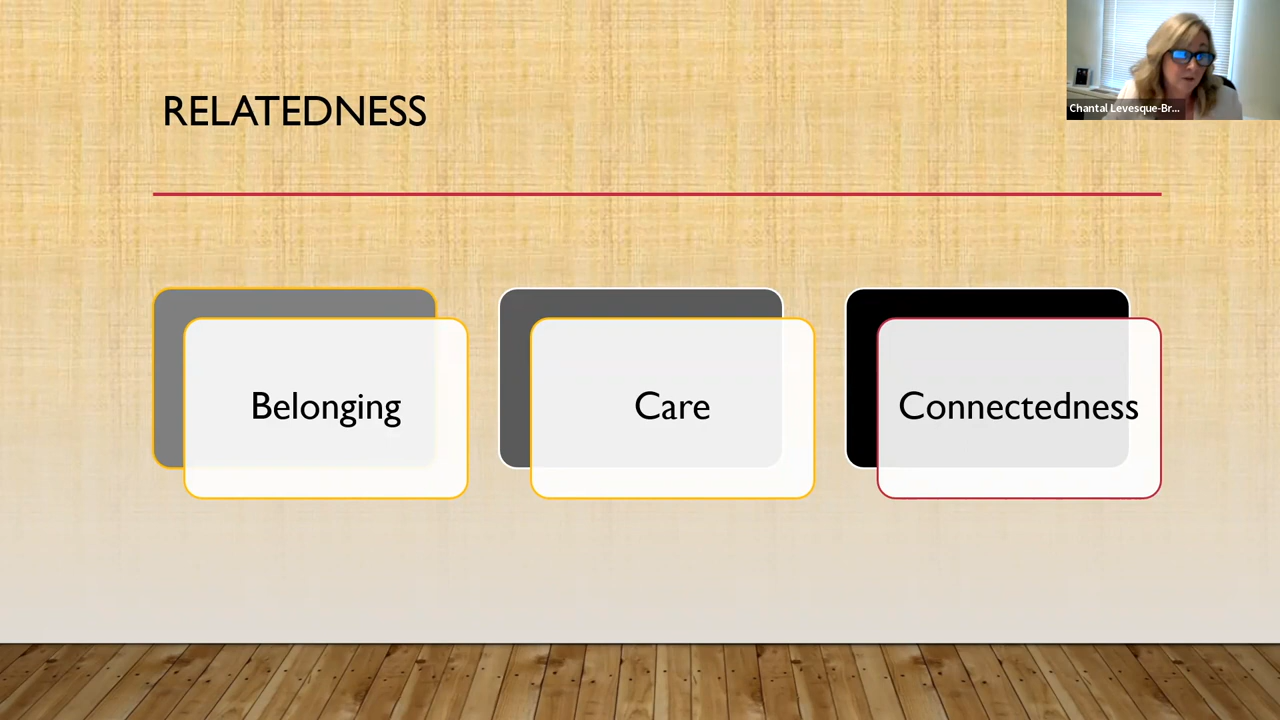 RELATEDNESS
Chantal Levesque-Br...
Belonging
Care
Connectedness